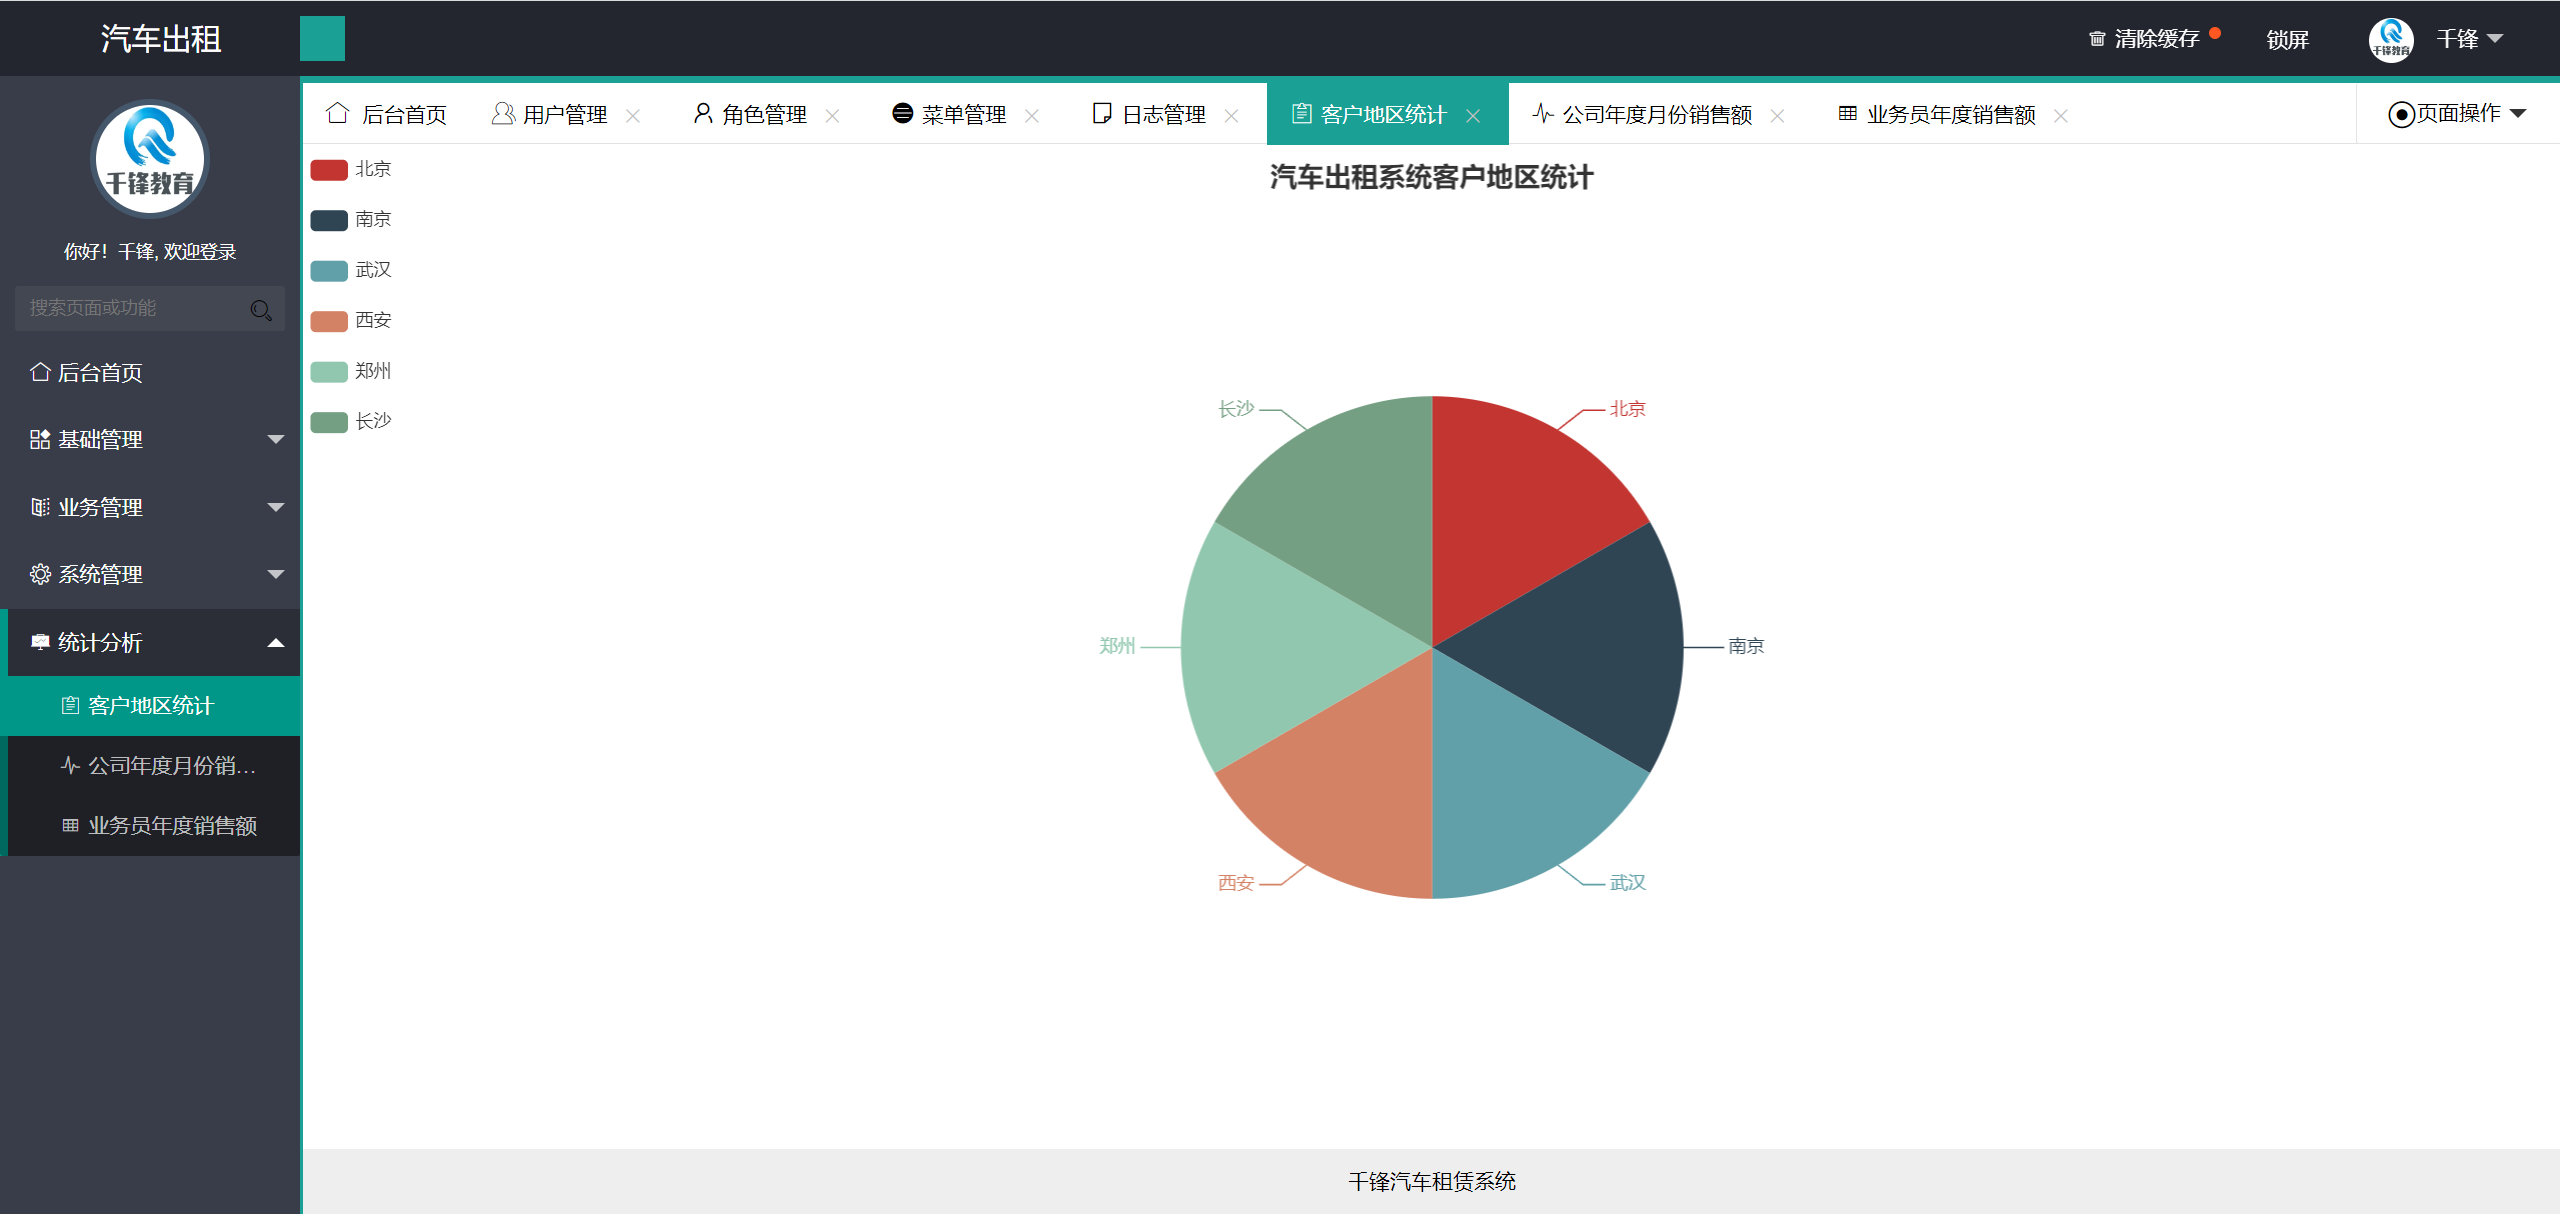 汽车出租
清除缓存
锁屏
千锋教育
千锋
千锋教育
你好！千锋, 欢迎登录
搜索页面或功能
后台首页
基础管理
业务管理
系统管理
统计分析
客户地区统计
公司年度月份销...
业务员年度销售额
后台首页
用户管理
角色管理
菜单管理
日志管理
客户地区统计
公司年度月份销售额
业务员年度销售额
页面操作
汽车出租系统客户地区统计
北京
南京
武汉
西安
郑州
长沙
长沙
北京
郑州
南京
西安
武汉
千锋汽车租赁系统